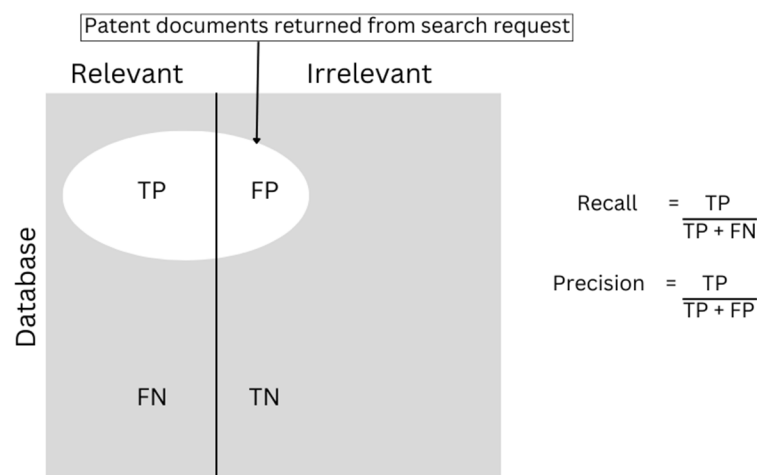 Patent documents returned from search request
Relevant
Irrelevant
Database
TP
FP
FN
TN
Recall = TP
TP + FN
Precision = TP
TP + FP